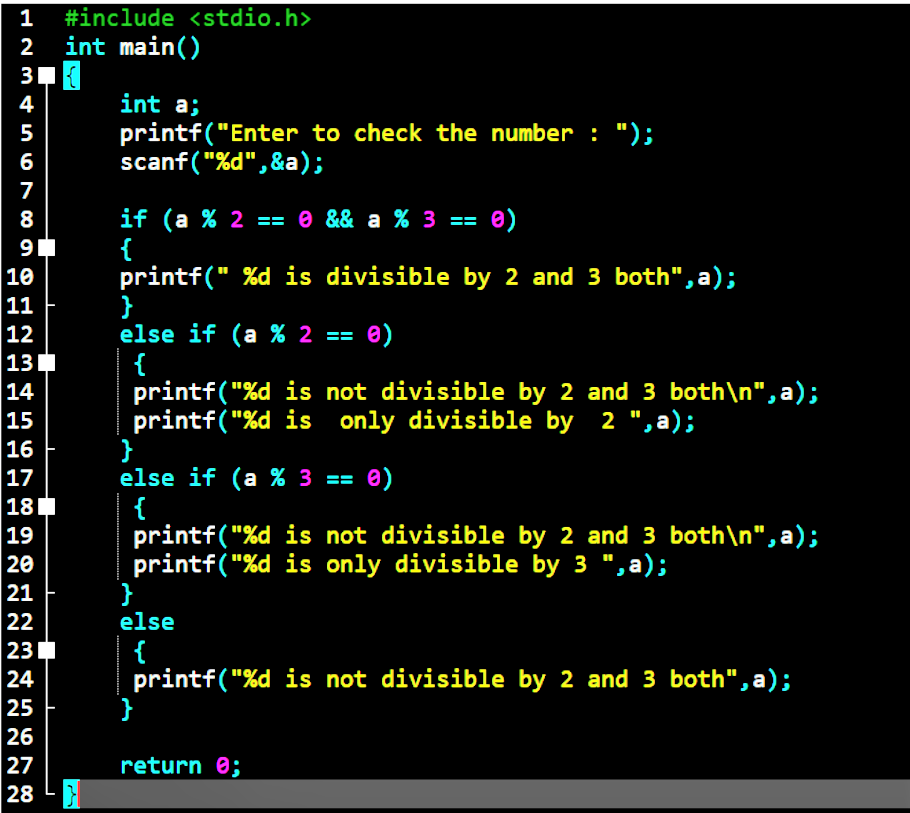 1 #include <stdio.h>
2 int main()
3 {
4     int a;
5     printf("Enter to check the number : ");
6     scanf("%d",&a);
7
8     if (a % 2 == 0 && a % 3 == 0)
9     {
10     printf(" %d is divisible by 2 and 3 both",a);
11     }
12     else if (a % 2 == 0)
13      {
14      printf("%d is not divisible by 2 and 3 both\n",a);
15      printf("%d is  only divisible by  2 ",a);
16     }
17     else if (a % 3 == 0)
18      {
19      printf("%d is not divisible by 2 and 3 both\n",a);
20      printf("%d is only divisible by 3 ",a);
21     }
22     else
23      {
24      printf("%d is not divisible by 2 and 3 both",a);
25     }
26
27     return 0;
28 }